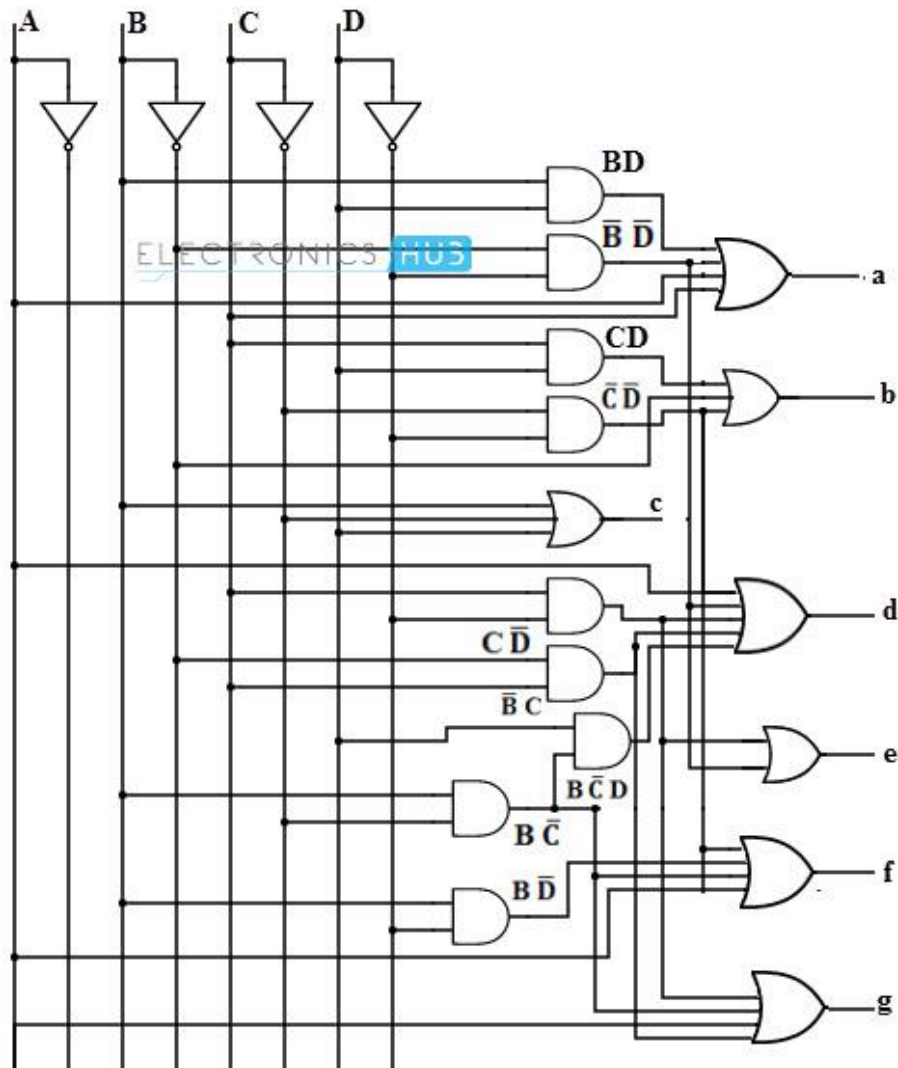 A B C D
BD
B̅ D̅
ELECTRONICS HUB
a
CD
b
C̅ D̅
c
d
C D̅
B̅ C
e
B C̅ D
B C̅
f
B D̅
g